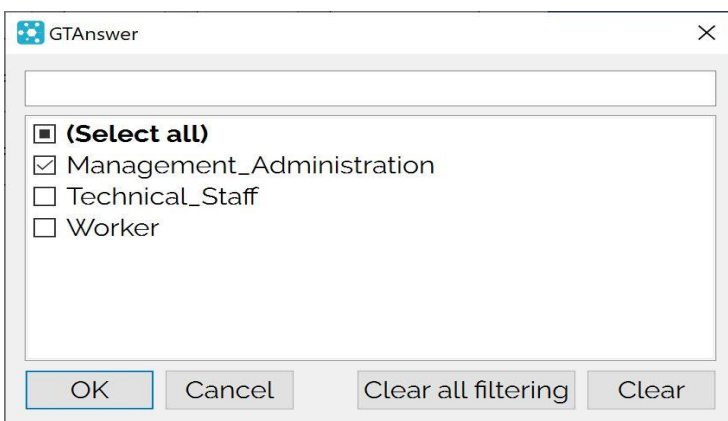 GTAnswer
(Select all)
Management_Administration
Technical_Staff
Worker
OK Cancel Clear all filtering Clear